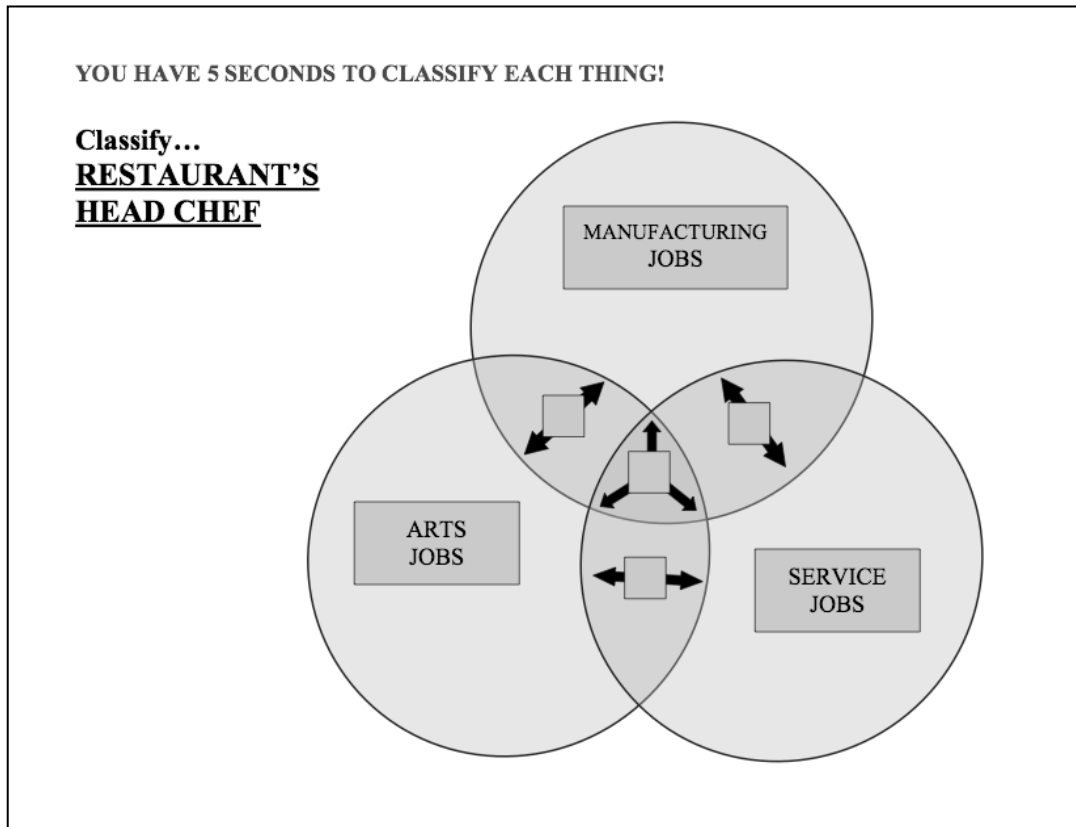 YOU HAVE 5 SECONDS TO CLASSIFY EACH THING!
Classify…
RESTAURANT’S
HEAD CHEF
MANUFACTURING
JOBS
ARTS
JOBS
SERVICE
JOBS